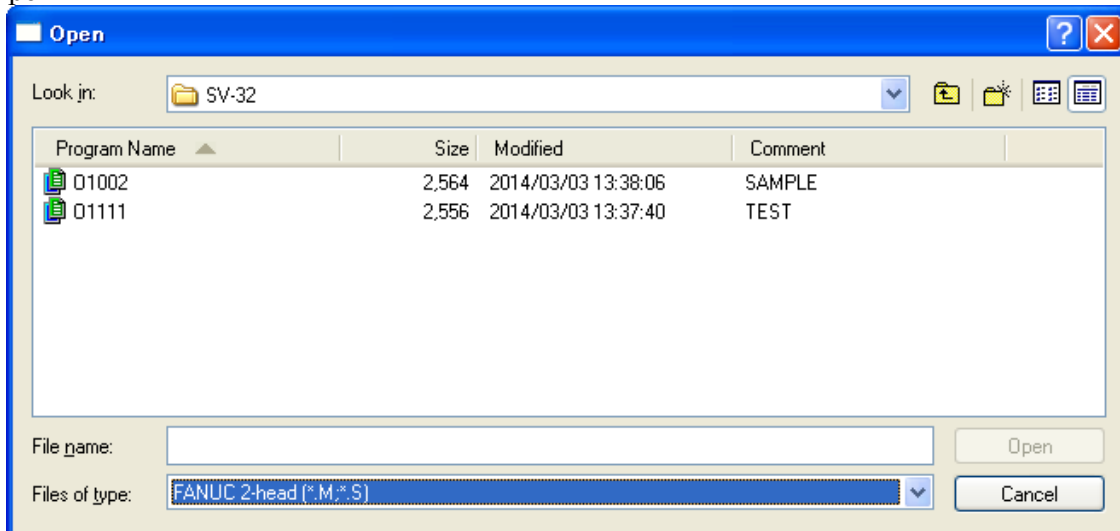 Open
Look in: SV-32
Program Name Size Modified Comment
O1002 2,564 2014/03/03 13:38:06 SAMPLE
O1111 2,556 2014/03/03 13:37:40 TEST
File name: Open
Files of type: FANUC 2-head (*.M;*.S) Cancel